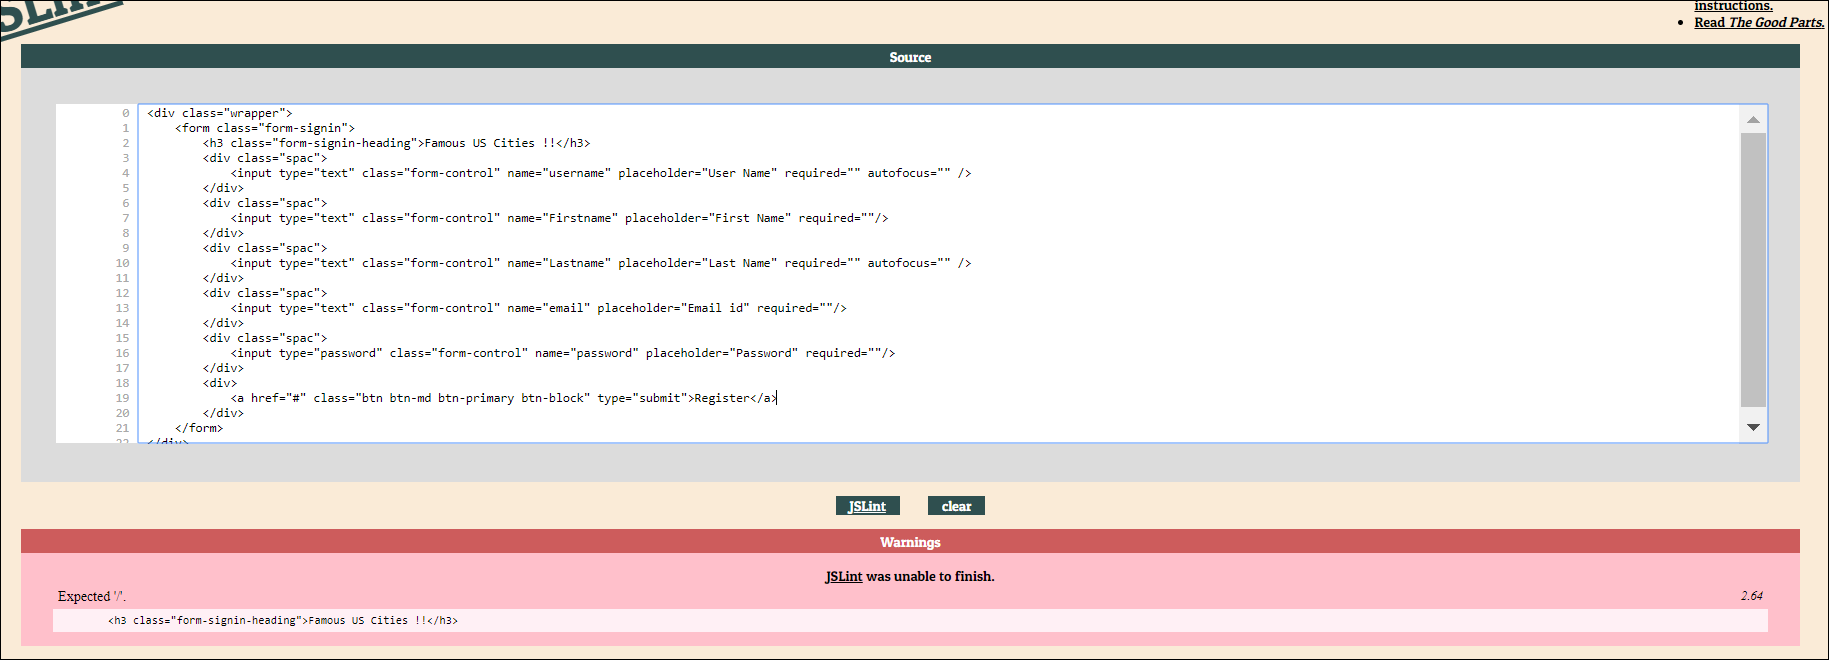 SLint
instructions.
• Read The Good Parts.
Source
0 <div class="wrapper">
1 <form class="form-signin">
2 <h3 class="form-signin-heading">Famous US Cities !!</h3>
3 <div class="spac">
4 <input type="text" class="form-control" name="username" placeholder="User Name" required="" autofocus="" />
5 </div>
6 <div class="spac">
7 <input type="text" class="form-control" name="Firstname" placeholder="First Name" required=""/>
8 </div>
9 <div class="spac">
10 <input type="text" class="form-control" name="Lastname" placeholder="Last Name" required="" autofocus="" />
11 </div>
12 <div class="spac">
13 <input type="text" class="form-control" name="email" placeholder="Email id" required=""/>
14 </div>
15 <div class="spac">
16 <input type="password" class="form-control" name="password" placeholder="Password" required=""/>
17 </div>
18 <div>
19 <a href="#" class="btn btn-md btn-primary btn-block" type="submit">Register</a>
20 </div>
21 </form>
22 </div>
JSLint clear
Warnings
JSLint was unable to finish.
Expected '/'. 2.64
<h3 class="form-signin-heading">Famous US Cities !!</h3>